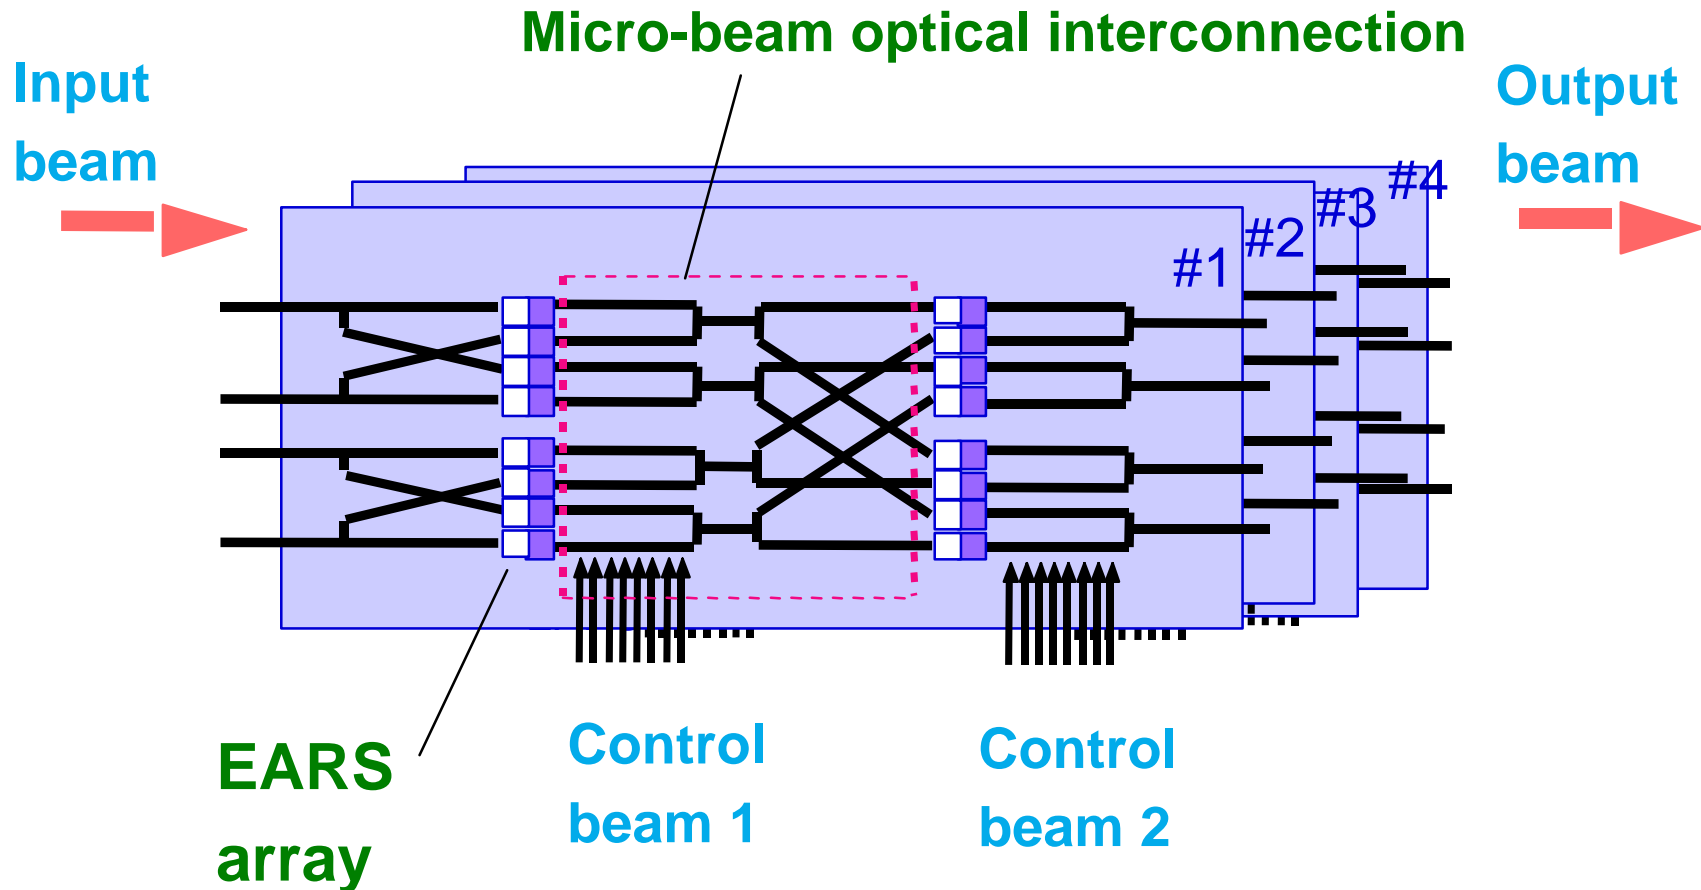 Micro-beam optical interconnection
Input
beam
Output
beam
#4
#3
#2
#1
EARS
array
Control
beam 1
Control
beam 2